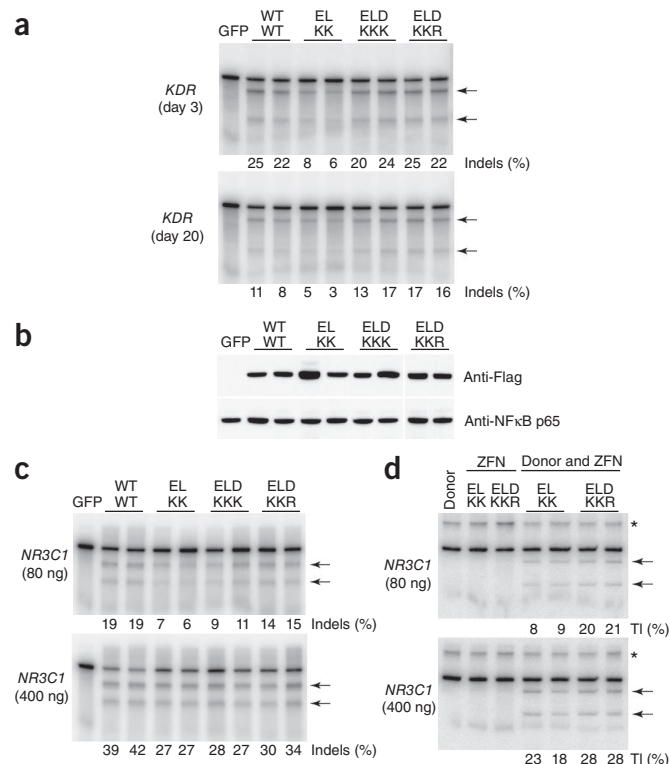 a
GFP WT EL ELD ELD
WT KK KKK KKR
KDR
(day 3)
25 22 8 6 20 24 25 22 Indels (%)
KDR
(day 20)
11 8 5 3 13 17 17 16 Indels (%)
b
GFP WT EL ELD ELD
WT KK KKK KKR
Anti-Flag
Anti-NFκB p65
c
GFP WT EL ELD ELD
WT KK KKK KKR
NR3C1
(80 ng)
19 19 7 6 9 11 14 15 Indels (%)
NR3C1
(400 ng)
39 42 27 27 28 27 30 34 Indels (%)
d
Donor ZFN Donor and ZFN
EL EL ELD EL ELD
KK KK KKR KK KKR
*
NR3C1
(80 ng)
8 9 20 21 TI (%)
*
NR3C1
(400 ng)
23 18 28 28 TI (%)